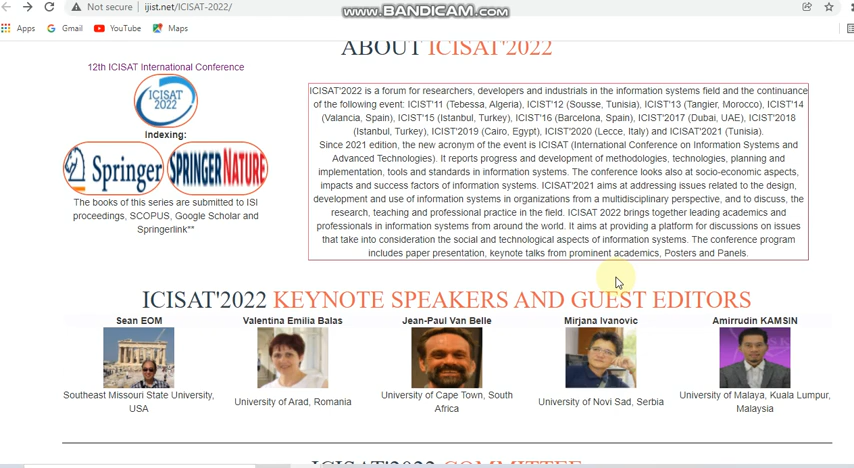 www.BANDICAM.com
Not secure | ijist.net/ICISAT-2022/
Apps Gmail YouTube Maps
ABOUT ICISAT'2022
12th ICISAT International Conference
ICISAT
2022
Indexing:
Springer SPRINGER NATURE
The books of this series are submitted to ISI
proceedings, SCOPUS, Google Scholar and
Springerlink**
ICISAT'2022 is a forum for researchers, developers and industrials in the information systems field and the continuance
of the following event: ICIST'11 (Tebessa, Algeria), ICIST'12 (Sousse, Tunisia), ICIST'13 (Tangier, Morocco), ICIST'14
(Valancia, Spain), ICIST'15 (Istanbul, Turkey), ICIST'16 (Barcelona, Spain), ICIST'2017 (Dubai, UAE), ICIST'2018
(Istanbul, Turkey), ICIST'2019 (Cairo, Egypt), ICIST'2020 (Lecce, Italy) and ICISAT'2021 (Tunisia).
Since 2021 edition, the new acronym of the event is ICISAT (International Conference on Information Systems and
Advanced Technologies). It reports progress and development of methodologies, technologies, planning and
implementation, tools and standards in information systems. The conference looks also at socio-economic aspects,
impacts and success factors of information systems. ICISAT'2021 aims at addressing issues related to the design,
development and use of information systems in organizations from a multidisciplinary perspective, and to discuss, the
research, teaching and professional practice in the field. ICISAT 2022 brings together leading academics and
professionals in information systems from around the world. It aims at providing a platform for discussions on issues
that take into consideration the social and technological aspects of information systems. The conference program
includes paper presentation, keynote talks from prominent academics, Posters and Panels.
ICISAT'2022 KEYNOTE SPEAKERS AND GUEST EDITORS
Sean EOM
Southeast Missouri State University,
USA
Valentina Emilia Balas
University of Arad, Romania
Jean-Paul Van Belle
University of Cape Town, South
Africa
Mirjana Ivanovic
University of Novi Sad, Serbia
Amirrudin KAMSIN
University of Malaya, Kuala Lumpur,
Malaysia
ICISAT'2022 COMMITTEE